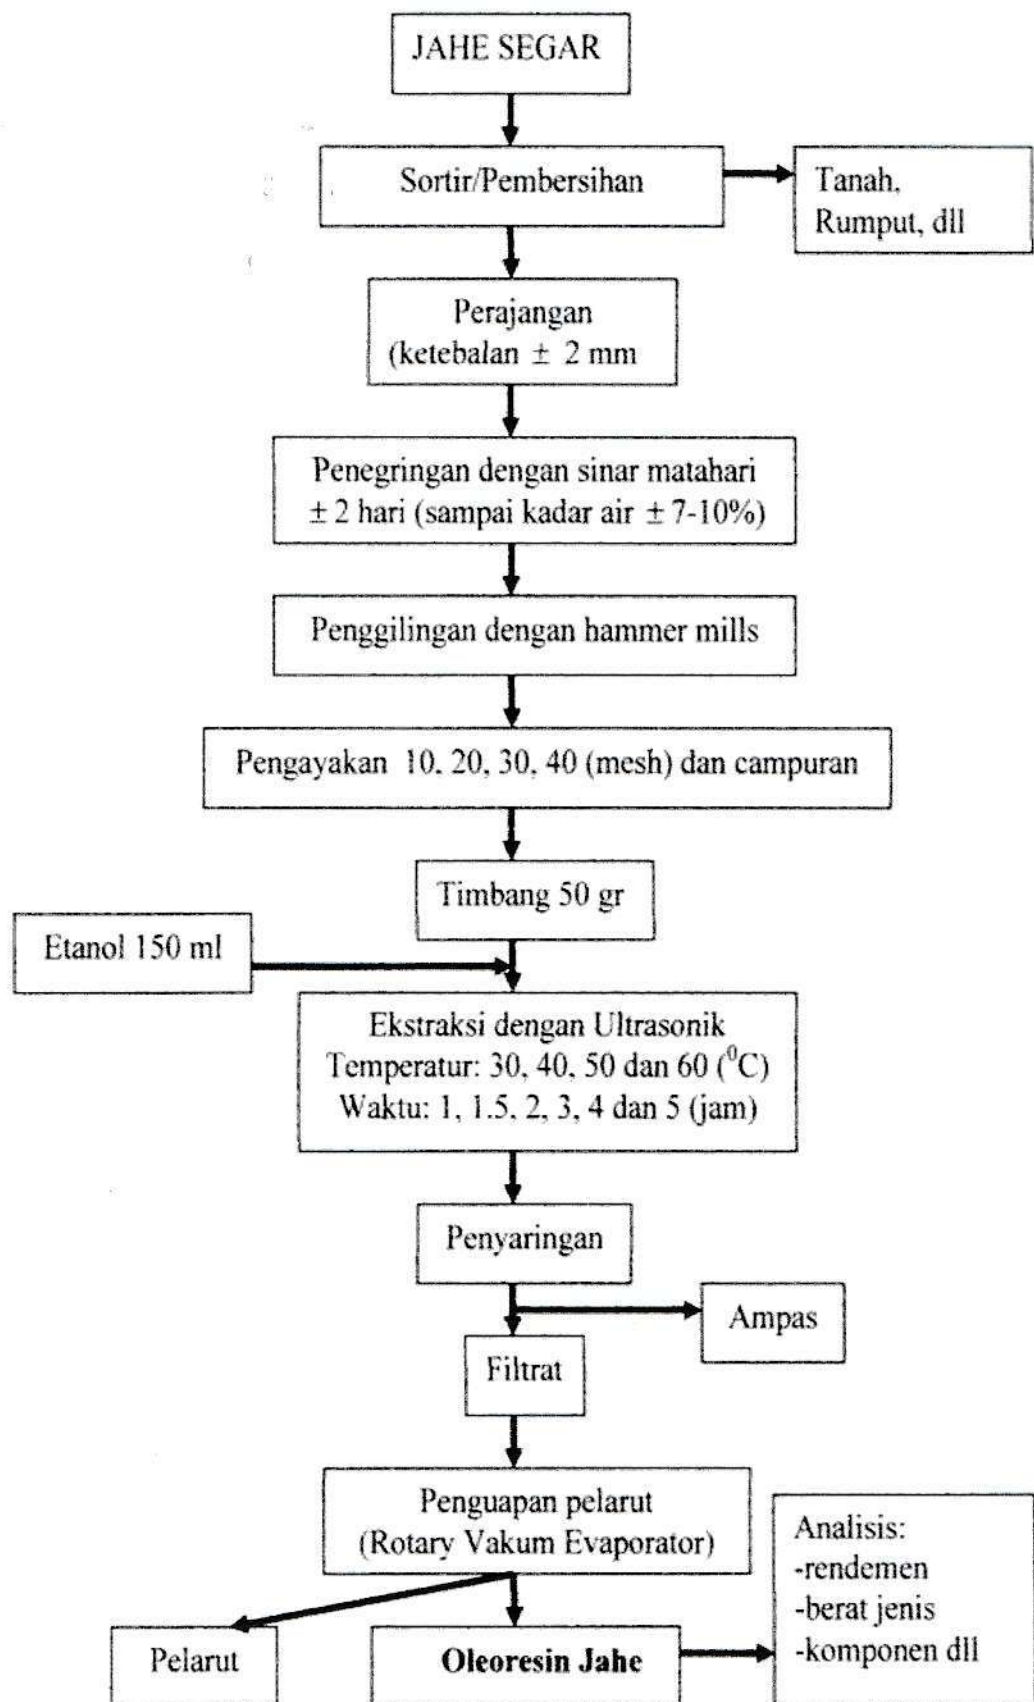 JAHE SEGAR
Sortir/Pembersihan
Tanah,
Rumput, dll
Perajangan
(ketebalan ± 2 mm
Penegringan dengan sinar matahari
± 2 hari (sampai kadar air ± 7-10%)
Penggilingan dengan hammer mills
Pengayakan 10, 20, 30, 40 (mesh) dan campuran
Timbang 50 gr
Etanol 150 ml
Ekstraksi dengan Ultrasonik
Temperatur: 30, 40, 50 dan 60 (⁰C)
Waktu: 1, 1.5, 2, 3, 4 dan 5 (jam)
Penyaringan
Ampas
Filtrat
Penguapan pelarut
(Rotary Vakum Evaporator)
Analisis:
-rendemen
-berat jenis
-komponen dll
Pelarut
Oleoresin Jahe